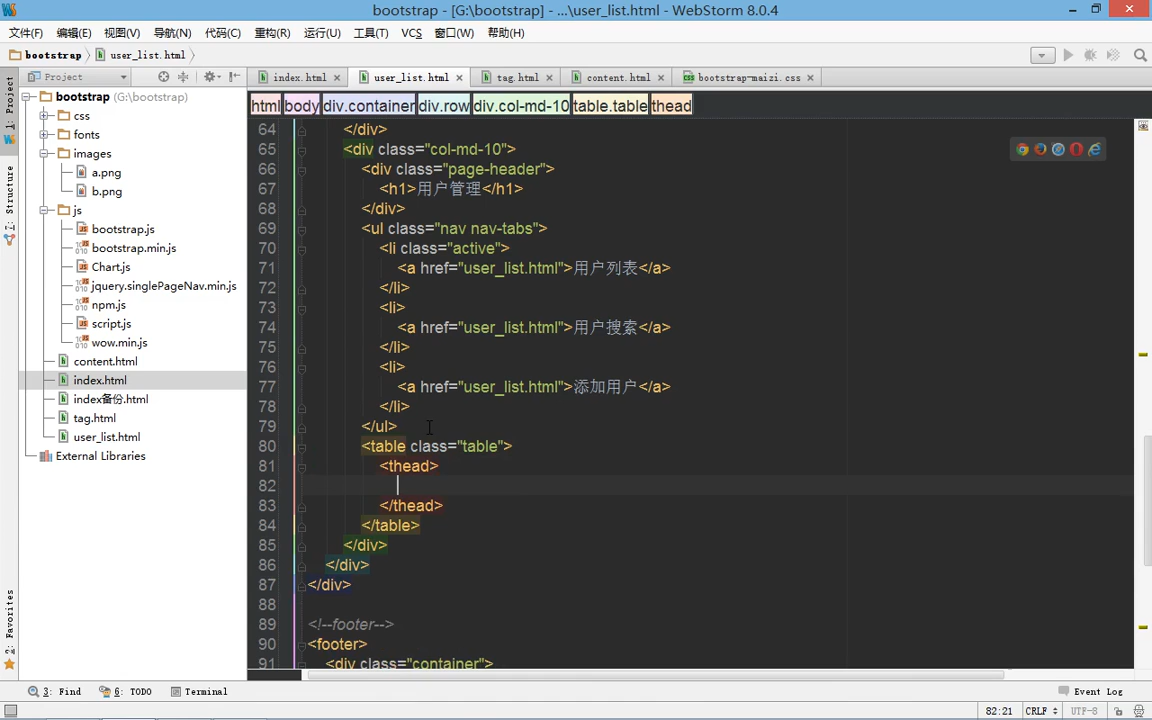 bootstrap - [G:\bootstrap] - ...\user_list.html - WebStorm 8.0.4
文件(F) 编辑(E) 视图(V) 导航(N) 代码(C) 重构(R) 运行(U) 工具(T) VCS 窗口(W) 帮助(H)
bootstrap user_list.html
Project
index.html user_list.html tag.html content.html bootstrap-maizi.css
1: Project
7: Structure
2: Favorites
bootstrap (G:\bootstrap)
css
fonts
images
a.png
b.png
js
bootstrap.js
bootstrap.min.js
Chart.js
jquery.singlePageNav.min.js
npm.js
script.js
wow.min.js
content.html
index.html
index备份.html
tag.html
user_list.html
External Libraries
html body div.container div.row div.col-md-10 table.table thead
64 </div>
65 <div class="col-md-10">
66 <div class="page-header">
67 <h1>用户管理</h1>
68 </div>
69 <ul class="nav nav-tabs">
70 <li class="active">
71 <a href="user_list.html">用户列表</a>
72 </li>
73 <li>
74 <a href="user_list.html">用户搜索</a>
75 </li>
76 <li>
77 <a href="user_list.html">添加用户</a>
78 </li>
79 </ul>
80 <table class="table">
81 <thead>
82
83 </thead>
84 </table>
85 </div>
86 </div>
87 </div>
88
89 <!--footer-->
90 <footer>
91 <div class="container">
3: Find 6: TODO Terminal Event Log
82:21 CRLF UTF-8